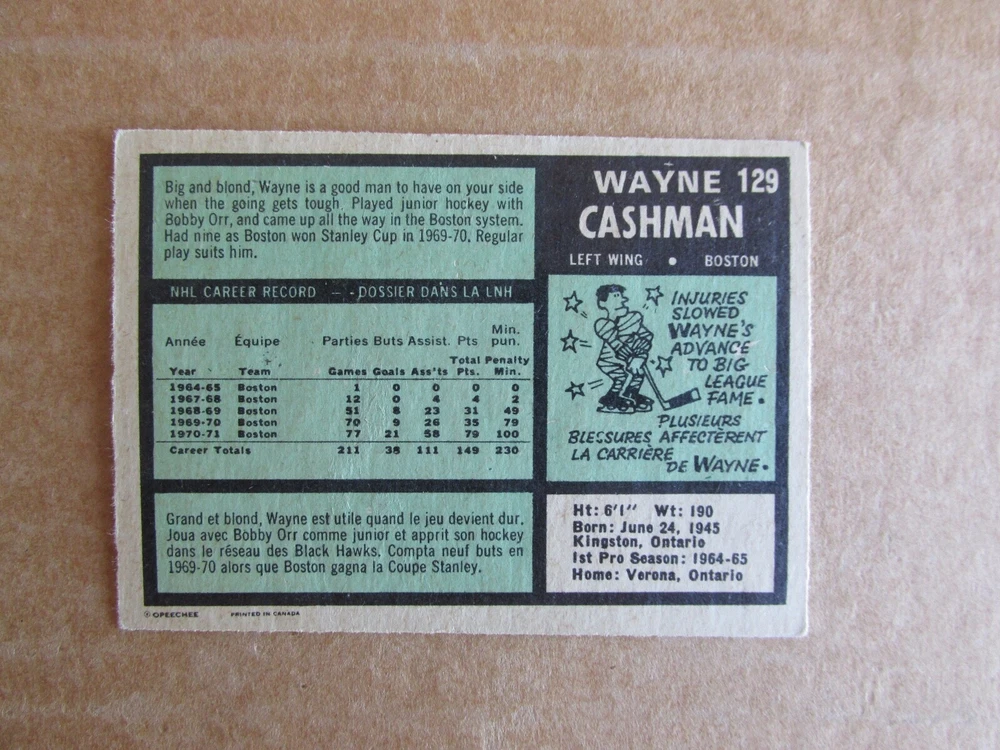 Big and blond, Wayne is a good man to have on your side
when the going gets tough. Played junior hockey with
Bobby Orr, and came up all the way in the Boston system.
Had nine as Boston won Stanley Cup in 1969-70. Regular
play suits him.
WAYNE 129
CASHMAN
LEFT WING • BOSTON
NHL CAREER RECORD — DOSSIER DANS LA LNH
Année Équipe Parties Buts Assist. Pts Min. pun.
Year Team Games Goals Ass'ts Total Pts. Penalty Min.
1964-65 Boston 1 0 0 0 0
1967-68 Boston 12 0 4 4 2
1968-69 Boston 51 8 23 31 49
1969-70 Boston 70 9 26 35 79
1970-71 Boston 77 21 58 79 100
Career Totals 211 38 111 149 230
INJURIES
SLOWED
WAYNE'S
ADVANCE
TO BIG
LEAGUE
FAME.
PLUSIEURS
BLESSURES AFFECTÈRENT
LA CARRIÈRE
DE WAYNE.
Grand et blond, Wayne est utile quand le jeu devient dur.
Joua avec Bobby Orr comme junior et apprit son hockey
dans le réseau des Black Hawks. Compta neuf buts en
1969-70 alors que Boston gagna la Coupe Stanley.
Ht: 6'1" Wt: 190
Born: June 24, 1945
Kingston, Ontario
1st Pro Season: 1964-65
Home: Verona, Ontario
© OPEECHEE PRINTED IN CANADA